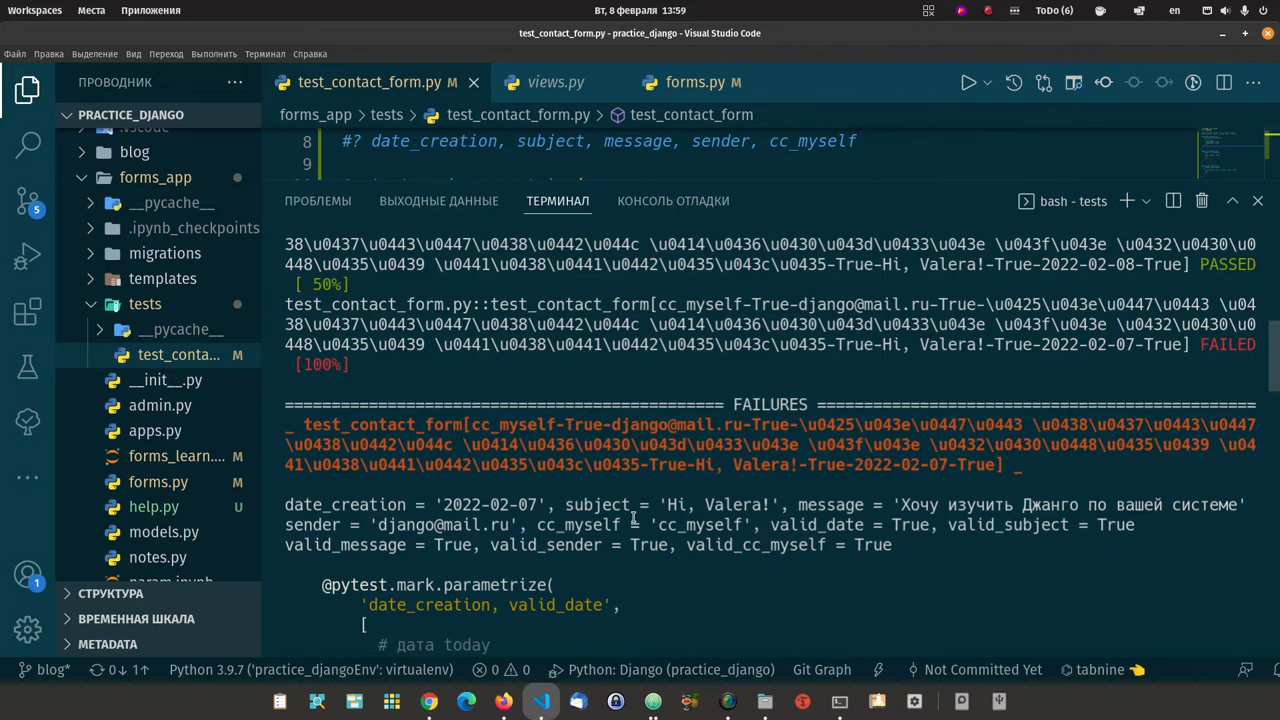 Workspaces Места Приложения Вт, 8 февраля 13:59 ToDo (6) en
test_contact_form.py - practice_django - Visual Studio Code
Файл Правка Выделение Вид Переход Выполнить Терминал Справка
ПРОВОДНИК ··· test_contact_form.py M views.py forms.py M
PRACTICE_DJANGO forms_app > tests > test_contact_form.py > test_contact_form
.vscode
blog
forms_app
__pycache__
.ipynb_checkpoints
migrations
templates
tests
__pycache__
test_conta... M
__init__.py
admin.py
apps.py
forms_learn.... M
forms.py M
help.py U
models.py
notes.py
param.ipynb
СТРУКТУРА
ВРЕМЕННАЯ ШКАЛА
METADATA
5
1
8 #? date_creation, subject, message, sender, cc_myself
9
ПРОБЛЕМЫ ВЫХОДНЫЕ ДАННЫЕ ТЕРМИНАЛ КОНСОЛЬ ОТЛАДКИ bash - tests
38\u0437\u0443\u0447\u0438\u0442\u044c \u0414\u0436\u0430\u043d\u0433\u043e \u043f\u043e \u0432\u0430\u0
448\u0435\u0439 \u0441\u0438\u0441\u0442\u0435\u043c\u0435-True-Hi, Valera!-True-2022-02-08-True] PASSED
[ 50%]
test_contact_form.py::test_contact_form[cc_myself-True-django@mail.ru-True-\u0425\u043e\u0447\u0443 \u04
38\u0437\u0443\u0447\u0438\u0442\u044c \u0414\u0436\u0430\u043d\u0433\u043e \u043f\u043e \u0432\u0430\u0
448\u0435\u0439 \u0441\u0438\u0441\u0442\u0435\u043c\u0435-True-Hi, Valera!-True-2022-02-07-True] FAILED
[100%]
=============================================== FAILURES ===============================================
_ test_contact_form[cc_myself-True-django@mail.ru-True-\u0425\u043e\u0447\u0443 \u0438\u0437\u0443\u0447
\u0438\u0442\u044c \u0414\u0436\u0430\u043d\u0433\u043e \u043f\u043e \u0432\u0430\u0448\u0435\u0439 \u04
41\u0438\u0441\u0442\u0435\u043c\u0435-True-Hi, Valera!-True-2022-02-07-True] _
date_creation = '2022-02-07', subject = 'Hi, Valera!', message = 'Хочу изучить Джанго по вашей системе'
sender = 'django@mail.ru', cc_myself = 'cc_myself', valid_date = True, valid_subject = True
valid_message = True, valid_sender = True, valid_cc_myself = True
@pytest.mark.parametrize(
'date_creation, valid_date',
[
# дата today
blog* 0↓ 1↑ Python 3.9.7 ('practice_djangoEnv': virtualenv) 0 0 Python: Django (practice_django) Git Graph Not Committed Yet tabnine 👈